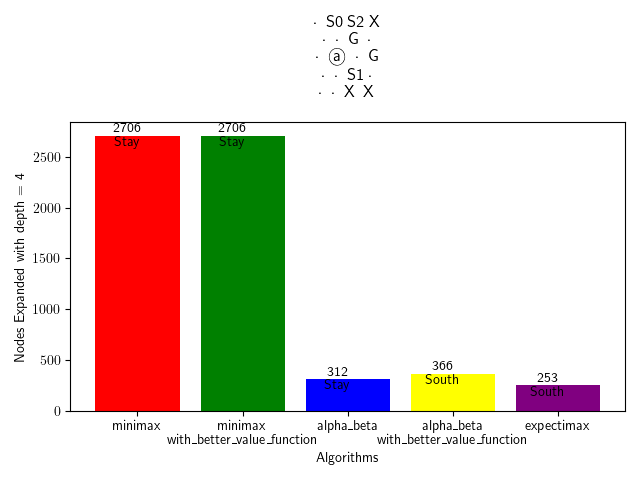 · S0 S2 X
· · G ·
· ⓐ · G
· · S1 ·
· · X X
2706
Stay
2706
Stay
312
Stay
366
South
253
South
Nodes Expanded with depth = 4
2500
2000
1500
1000
500
0
minimax
minimax
with_better_value_function
alpha_beta
alpha_beta
with_better_value_function
expectimax
Algorithms